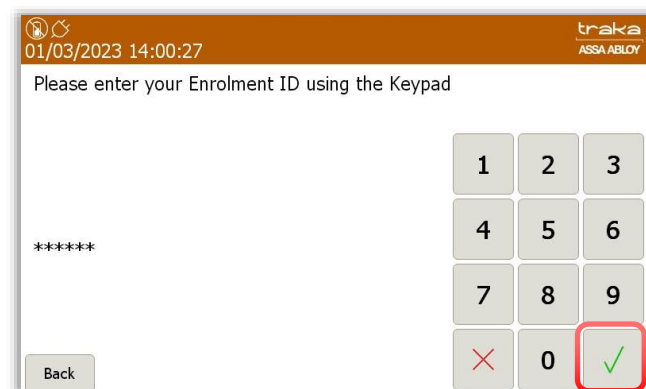 traka
01/03/2023 14:00:27
ASSA ABLOY
Please enter your Enrolment ID using the Keypad
1 2 3
4 5 6
******
7 8 9
0
Back